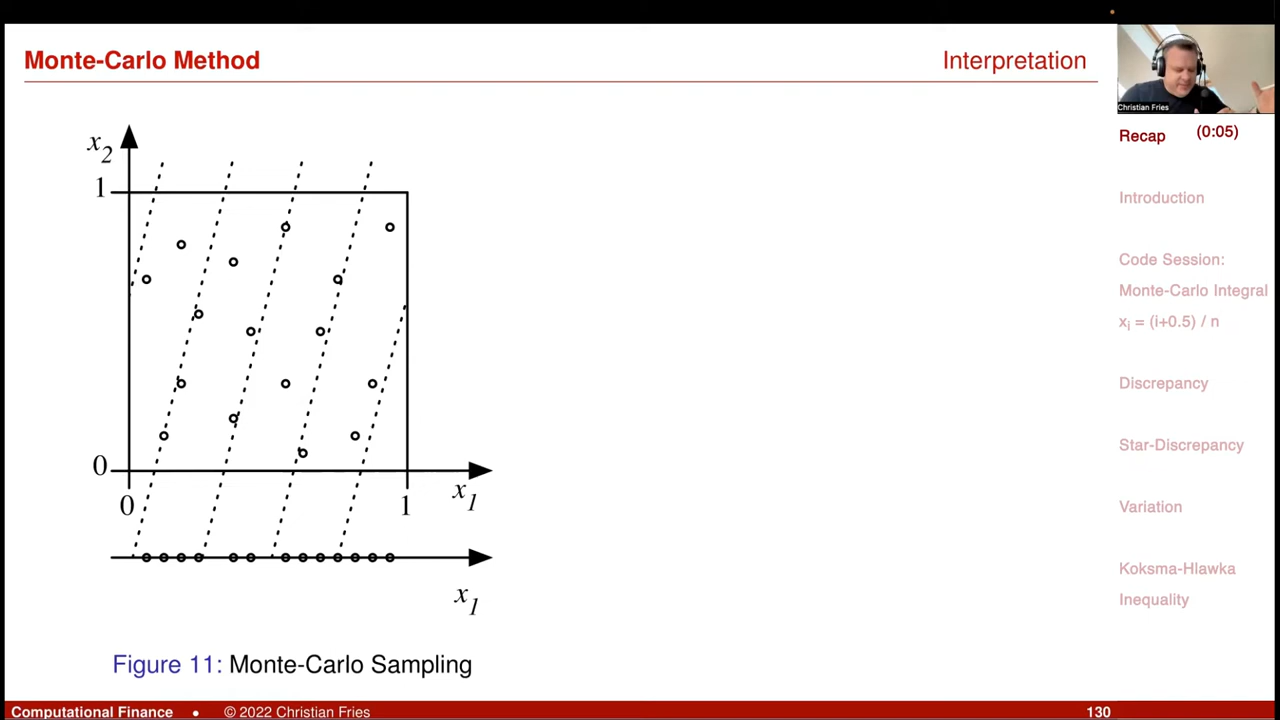 Monte-Carlo Method
Interpretation
Christian Fries
Recap (0:05)
Introduction
Code Session:
Monte-Carlo Integral
xᵢ = (i+0.5) / n
Discrepancy
Star-Discrepancy
Variation
Koksma-Hlawka
Inequality
x₂
1
0
0
1
x₁
x₁
Figure 11: Monte-Carlo Sampling
Computational Finance • © 2022 Christian Fries
130